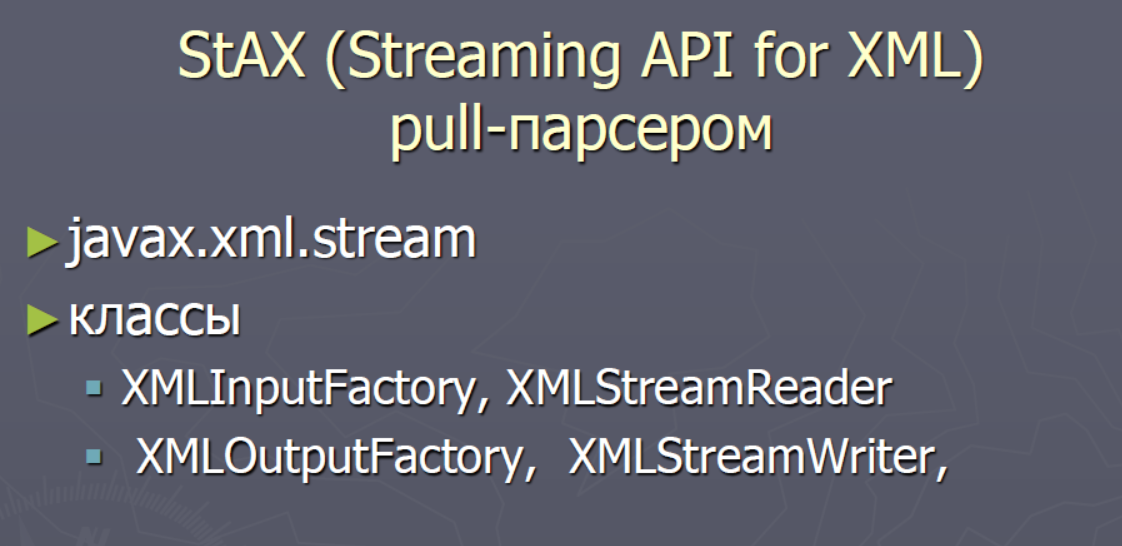 StAX (Streaming API for XML)
pull-парсером
javax.xml.stream
классы
XMLInputFactory, XMLStreamReader
XMLOutputFactory, XMLStreamWriter,
N